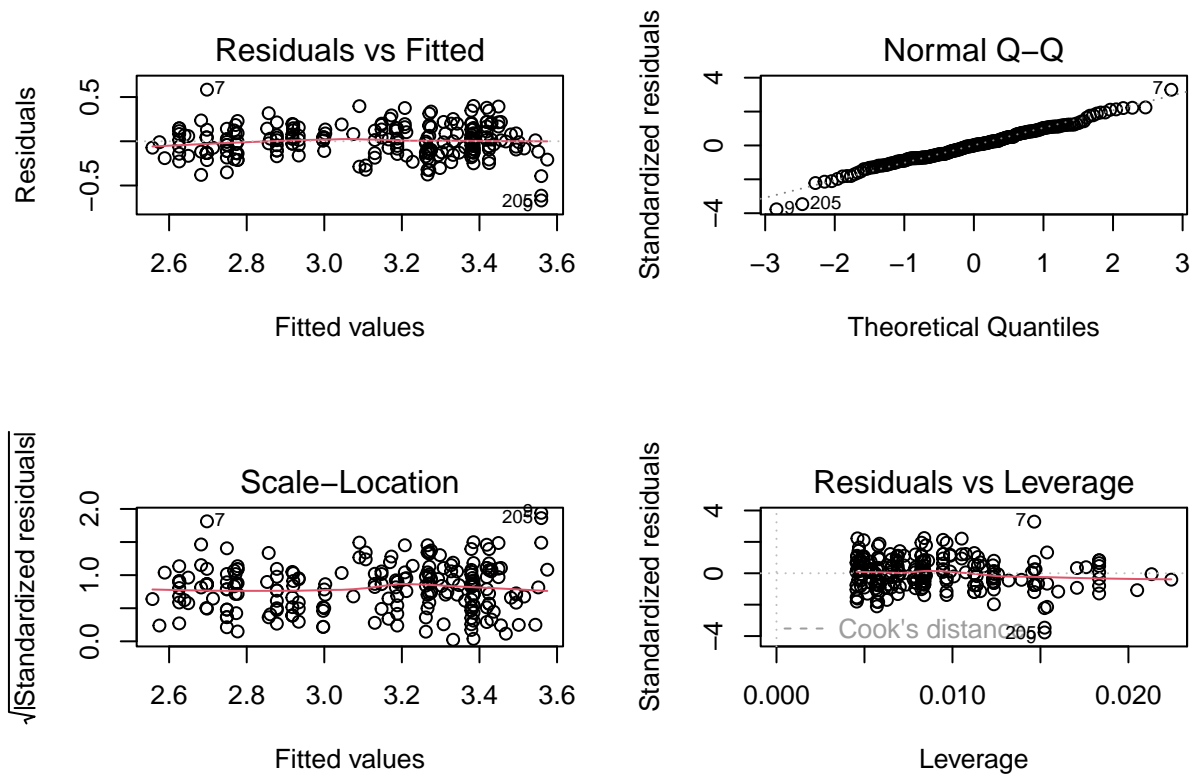 Residuals vs Fitted
Residuals
0.5
−0.5
7
205
9
2.6 2.8 3.0 3.2 3.4 3.6
Fitted values
Normal Q−Q
Standardized residuals
4
0
−4
7
9
205
−3 −2 −1 0 1 2 3
Theoretical Quantiles
Scale−Location
√|Standardized residuals|
2.0
1.0
0.0
7
9
205
2.6 2.8 3.0 3.2 3.4 3.6
Fitted values
Residuals vs Leverage
Standardized residuals
4
0
−4
7
Cook's distance
205
9
0.000 0.010 0.020
Leverage